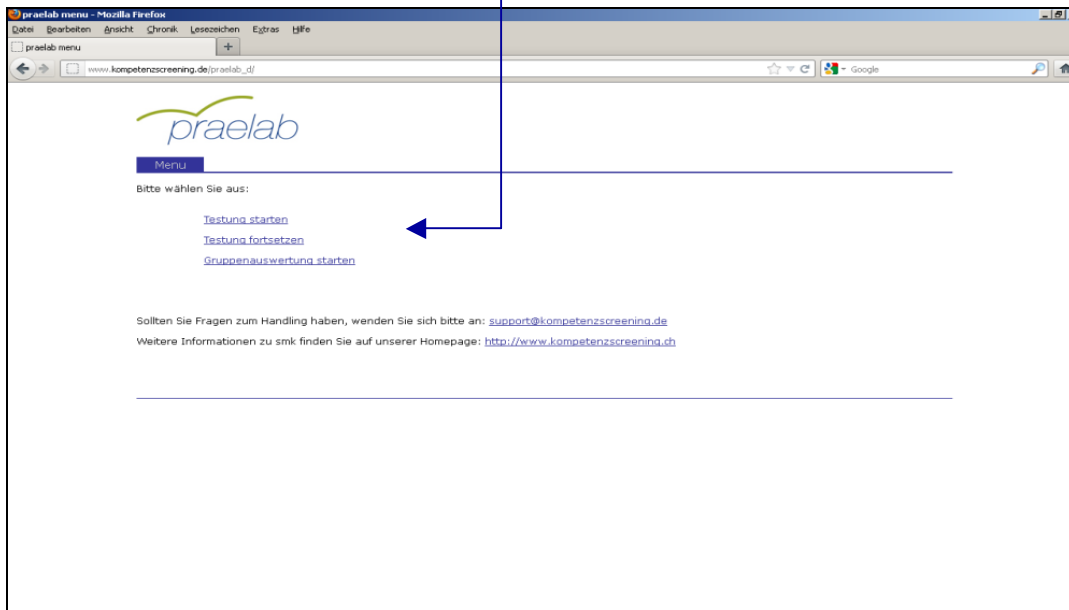 praelab menu - Mozilla Firefox
Datei Bearbeiten Ansicht Chronik Lesezeichen Extras Hilfe
praelab menu +
www.kompetenzscreening.de/praelab_d/ Google
praelab
Menu
Bitte wählen Sie aus:
Testung starten
Testung fortsetzen
Gruppenauswertung starten
Sollten Sie Fragen zum Handling haben, wenden Sie sich bitte an: support@kompetenzscreening.de
Weitere Informationen zu smk finden Sie auf unserer Homepage: http://www.kompetenzscreening.ch